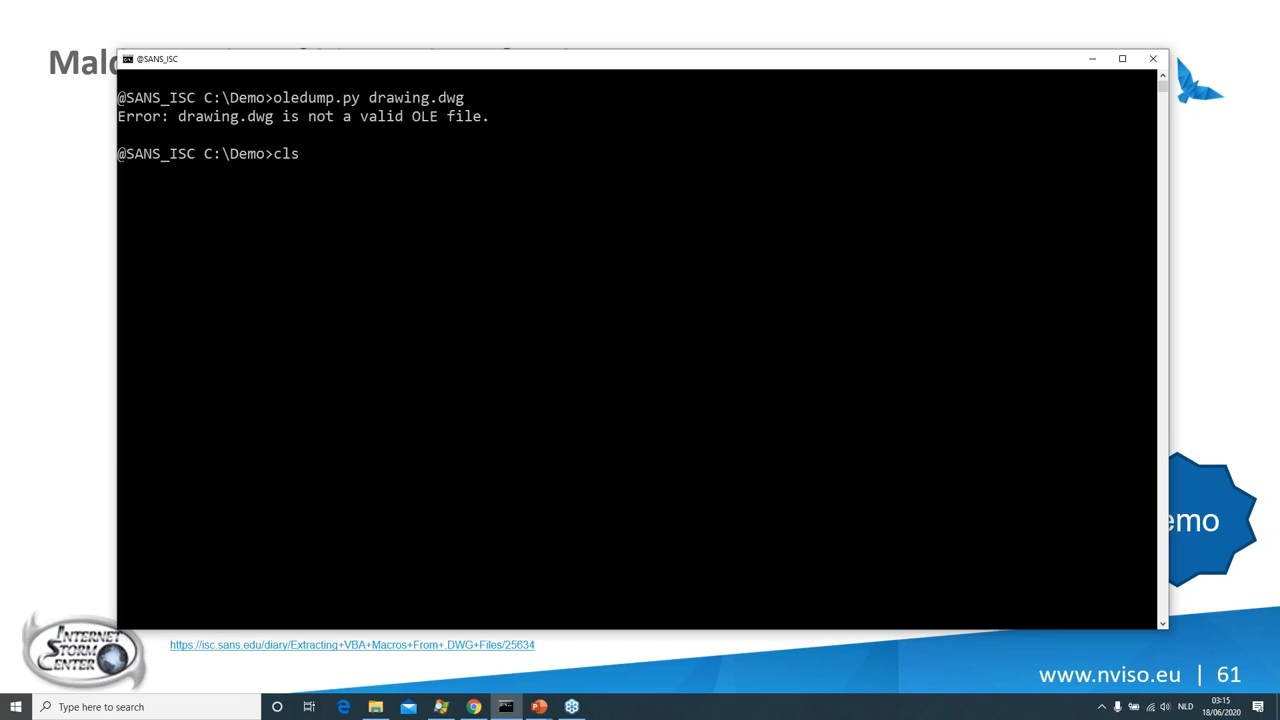 @SANS_ISC
@SANS_ISC C:\Demo>oledump.py drawing.dwg
Error: drawing.dwg is not a valid OLE file.
@SANS_ISC C:\Demo>cls
emo
INTERNET
STORM
CENTER
https://isc.sans.edu/diary/Extracting+VBA+Macros+From+.DWG+Files/25634
www.nviso.eu | 61
Type here to search
NLD
03:15
18/06/2020